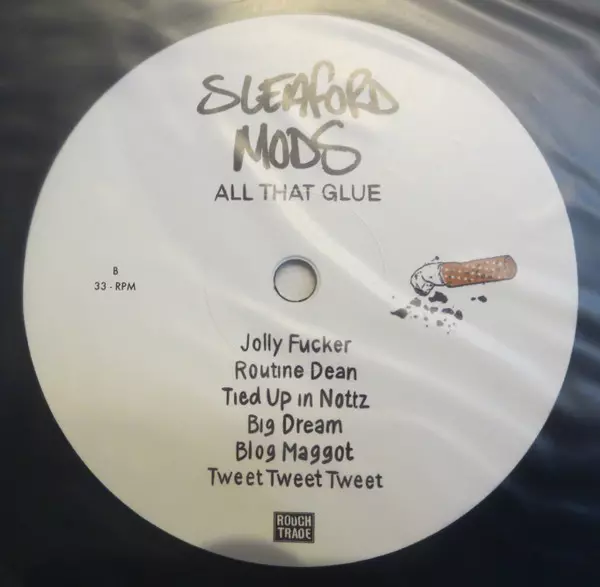 SLEAFORD
MODS
ALL THAT GLUE
B
33 - RPM
Jolly Fucker
Routine Dean
Tied Up in Nottz
Big Dream
Blog Maggot
Tweet Tweet Tweet
ROUGH
TRADE